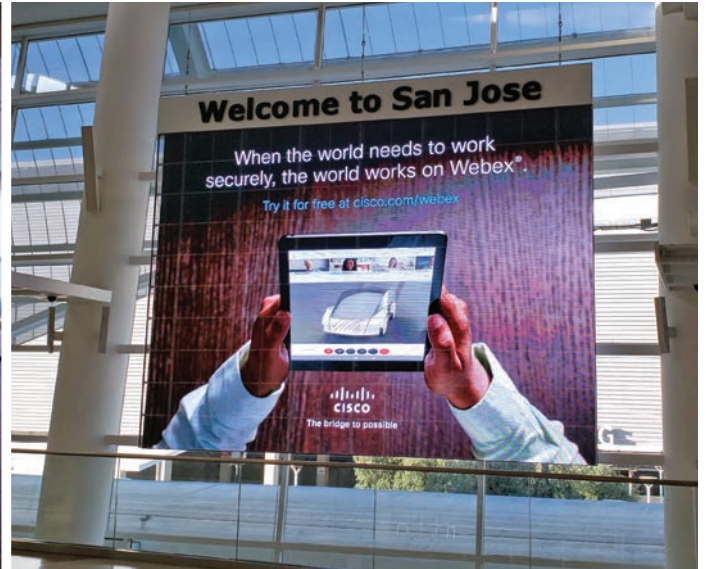 Welcome to San Jose
When the world needs to work
securely, the world works on Webex®.
Try it for free at cisco.com/webex
CISCO
The bridge to possible